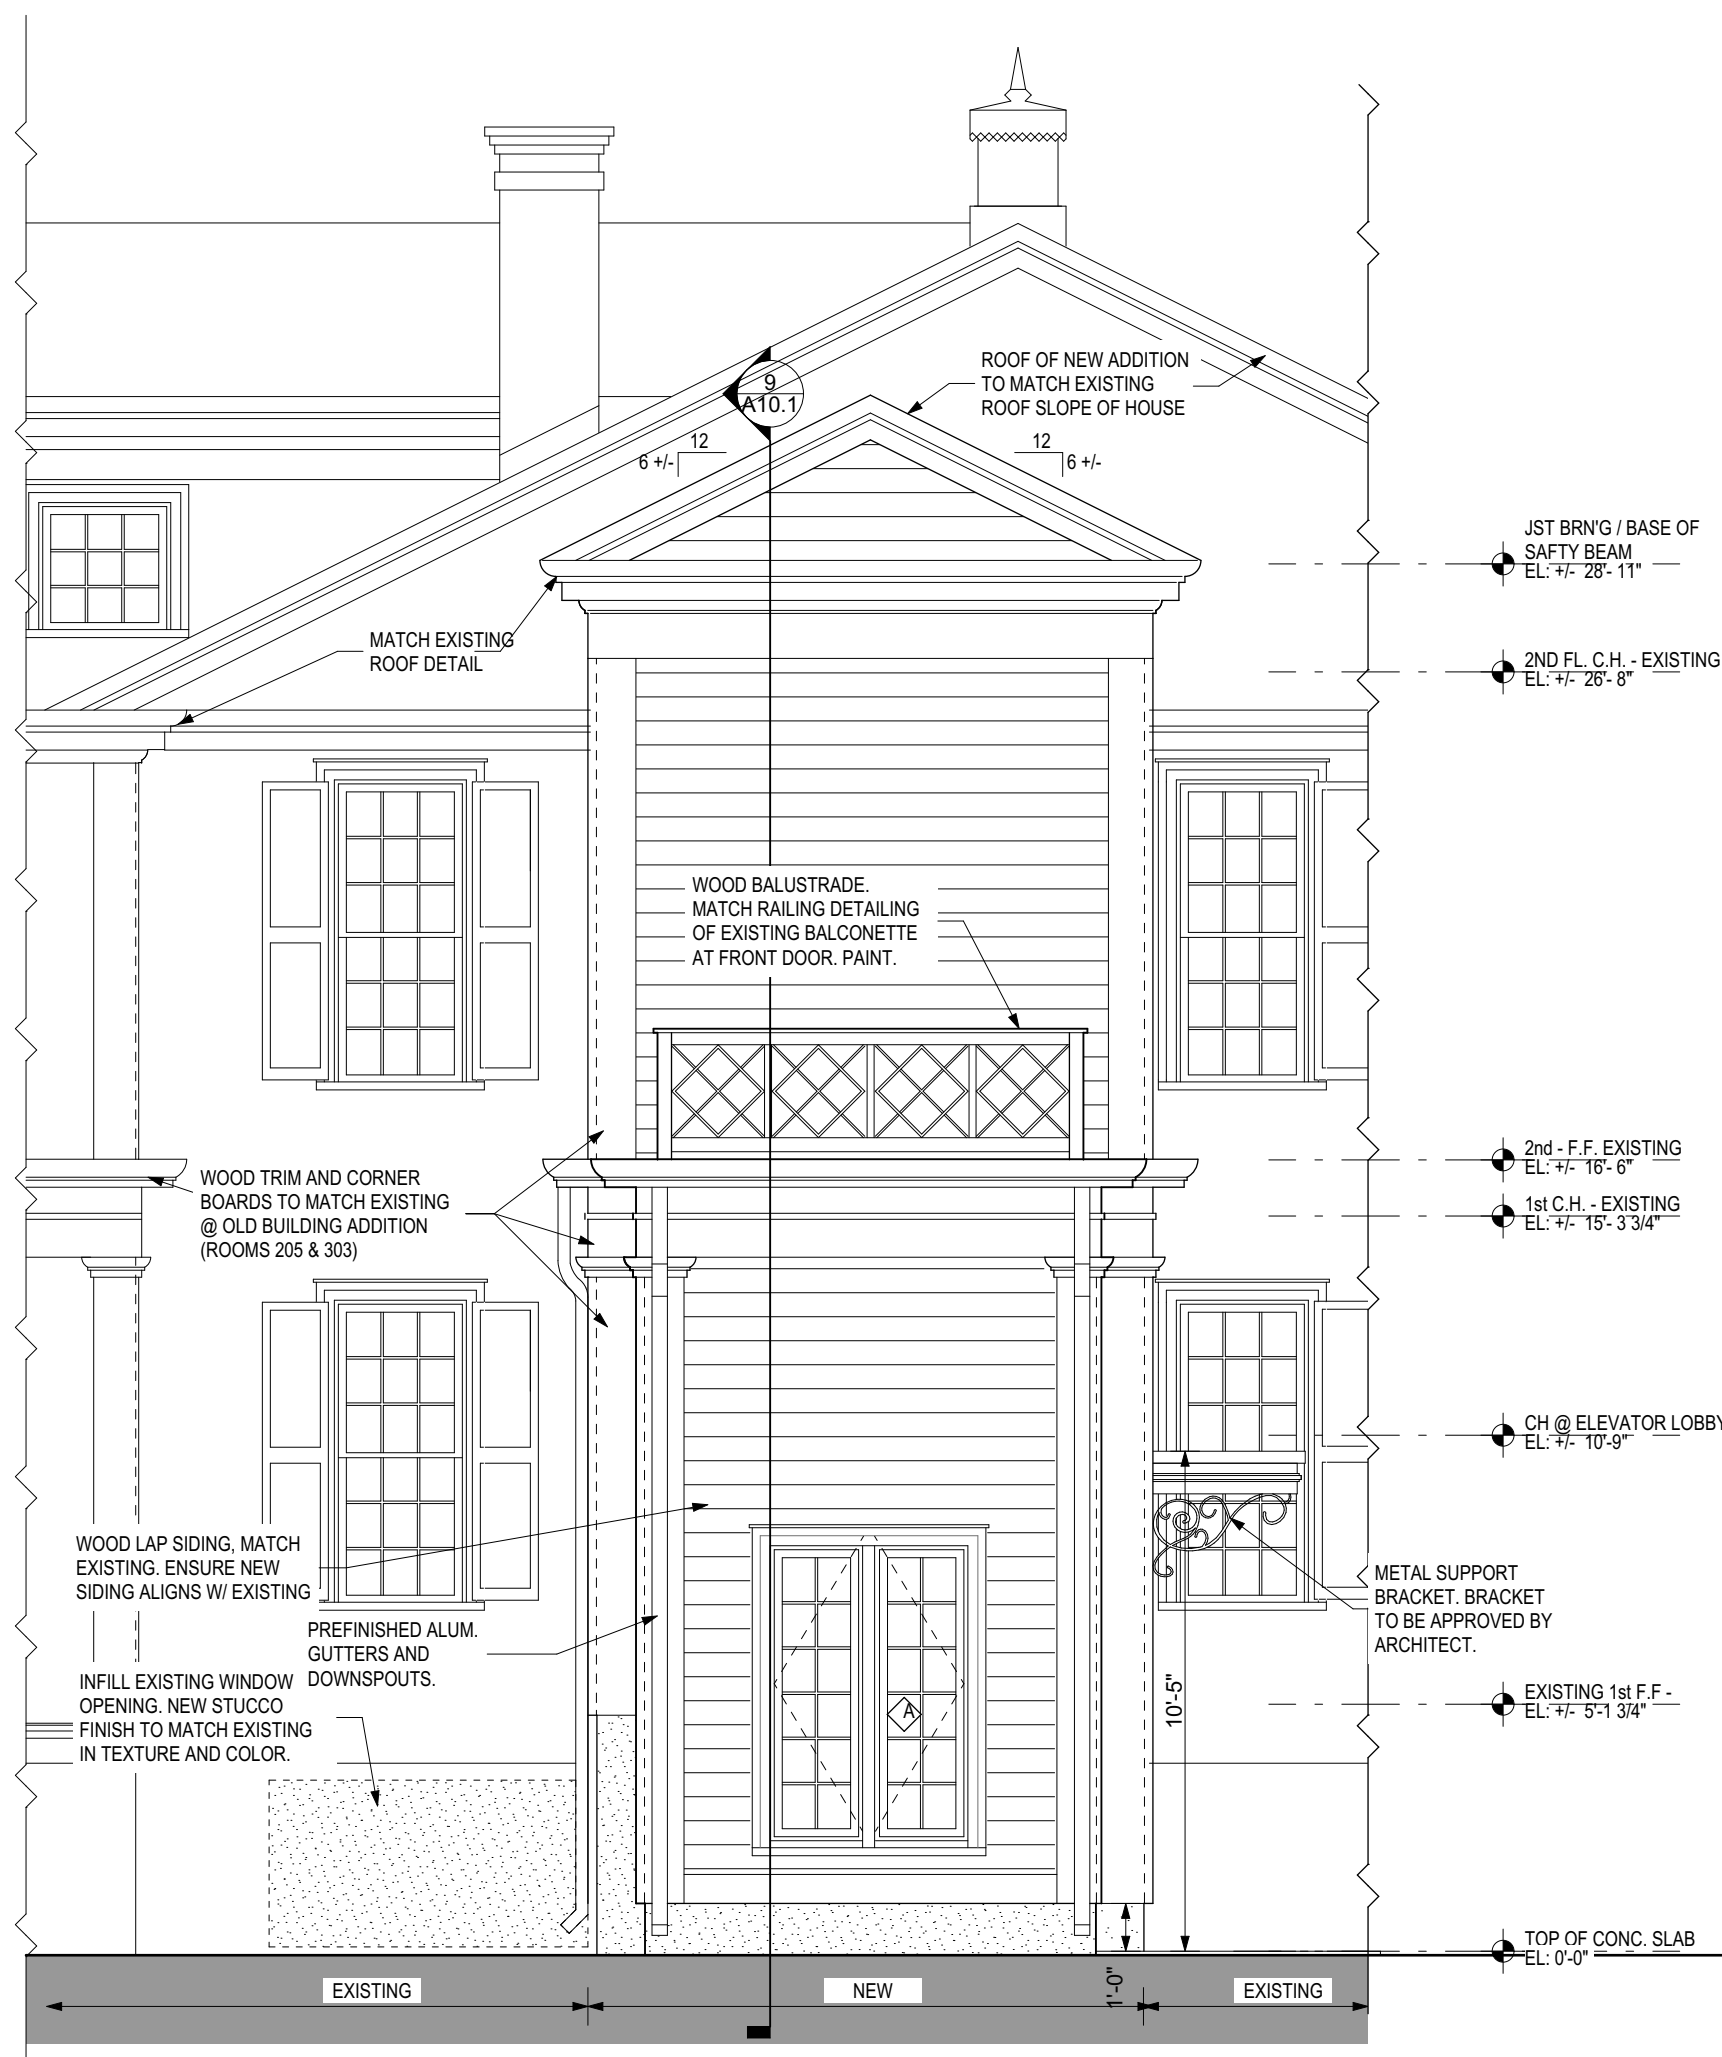 ROOF OF NEW ADDITION
TO MATCH EXISTING
ROOF SLOPE OF HOUSE
9
A10.1
12
6 +/-
12
6 +/-
JST BRN'G / BASE OF
SAFTY BEAM
EL: +/- 28'- 11"
MATCH EXISTING
ROOF DETAIL
2ND FL. C.H. - EXISTING
EL: +/- 26'- 8"
WOOD BALUSTRADE.
MATCH RAILING DETAILING
OF EXISTING BALCONETTE
AT FRONT DOOR. PAINT.
2nd - F.F. EXISTING
EL: +/- 16'- 6"
WOOD TRIM AND CORNER
BOARDS TO MATCH EXISTING
@ OLD BUILDING ADDITION
(ROOMS 205 & 303)
1st C.H. - EXISTING
EL: +/- 15'- 3 3/4"
CH @ ELEVATOR LOBBY
EL: +/- 10'-9"
WOOD LAP SIDING, MATCH
EXISTING. ENSURE NEW
SIDING ALIGNS W/ EXISTING
METAL SUPPORT
BRACKET. BRACKET
TO BE APPROVED BY
ARCHITECT.
PREFINISHED ALUM.
GUTTERS AND
DOWNSPOUTS.
INFILL EXISTING WINDOW
OPENING. NEW STUCCO
FINISH TO MATCH EXISTING
IN TEXTURE AND COLOR.
A
10'-5"
EXISTING 1st F.F -
EL: +/- 5'-1 3/4"
TOP OF CONC. SLAB
EL: 0'-0"
1'-0"
EXISTING
NEW
EXISTING